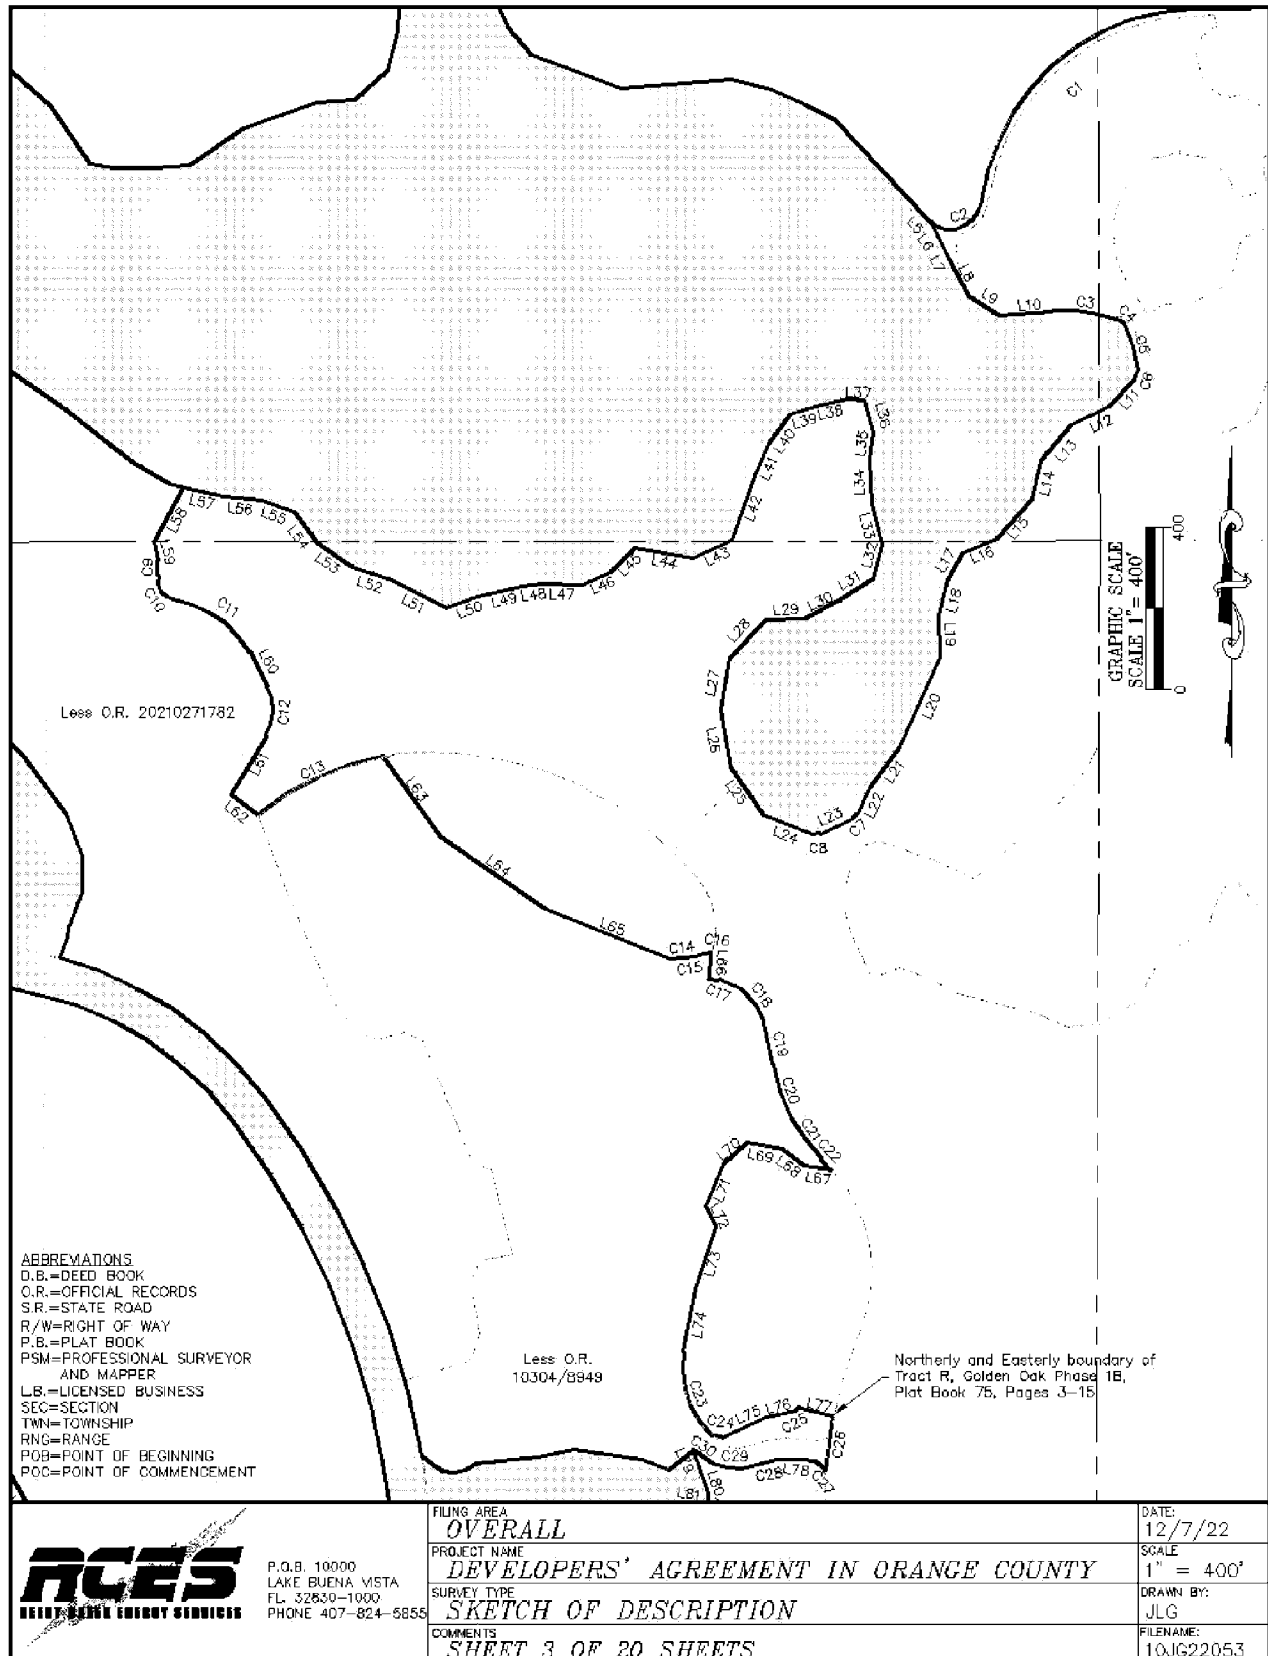 C1
C2
L5
L6
L7
L8
L9
L10
C3
C4
C5
C6
L11
L12
L13
L14
L15
L16
L17
L18
L19
L20
L21
L22
C7
L23
C8
L24
L25
L26
L27
L28
L29
L30
L31
L32
L33
L34
L35
L36
L37
L38
L39
L40
L41
L42
L43
L44
L45
L46
L47
L48
L49
L50
L51
L52
L53
L54
L55
L56
L57
L58
L59
C9
C10
C11
L60
C12
L61
L62
C13
L63
L64
L65
C14
C15
C16
L66
C17
C18
C19
C20
C21
C22
L67
L68
L69
L70
L71
L72
L73
L74
C23
C24
L75
L76
L77
C25
C26
C27
L78
C28
C29
C30
L79
L80
L81
GRAPHIC SCALE
SCALE 1" = 400'
0
400
Less O.R. 20210271782
Less O.R.
10304/8949
Northerly and Easterly boundary of
Tract R, Golden Oak Phase 1B,
Plat Book 75, Pages 3-15
ABBREVIATIONS
D.B.=DEED BOOK
O.R.=OFFICIAL RECORDS
S.R.=STATE ROAD
R/W=RIGHT OF WAY
P.B.=PLAT BOOK
PSM=PROFESSIONAL SURVEYOR
AND MAPPER
L.B.=LICENSED BUSINESS
SEC=SECTION
TWN=TOWNSHIP
RNG=RANGE
POB=POINT OF BEGINNING
POC=POINT OF COMMENCEMENT
RCES
REEDY CREEK ENERGY SERVICES
P.O.B. 10000
LAKE BUENA VISTA
FL. 32830-1000
PHONE 407-824-5855
FILING AREA
OVERALL
PROJECT NAME
DEVELOPERS' AGREEMENT IN ORANGE COUNTY
SURVEY TYPE
SKETCH OF DESCRIPTION
COMMENTS
SHEET 3 OF 20 SHEETS
DATE:
12/7/22
SCALE
1" = 400'
DRAWN BY:
JLG
FILENAME:
10JG22053